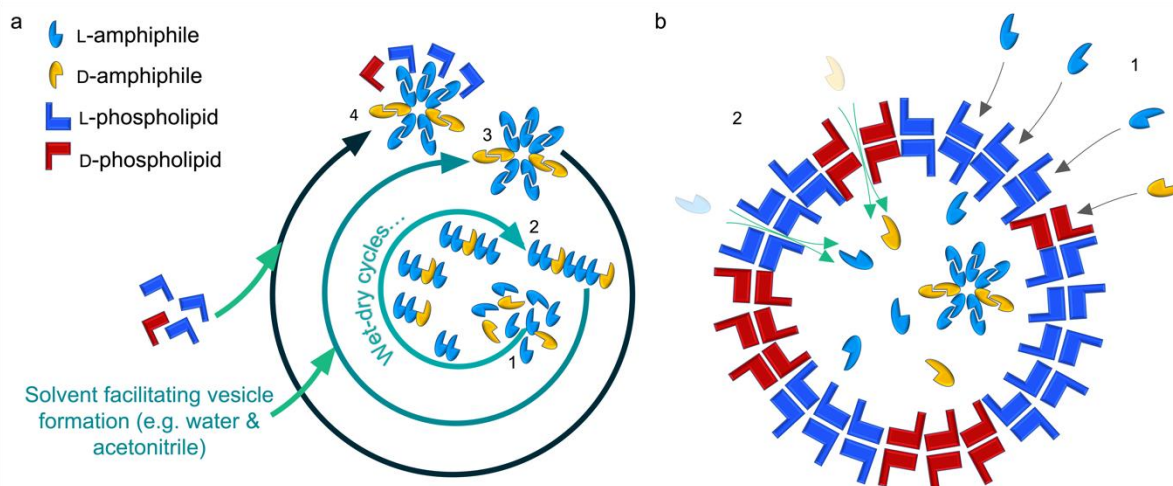 a
L-amphiphile
D-amphiphile
L-phospholipid
D-phospholipid
4
3
2
1
Wet-dry cycles...
Solvent facilitating vesicle
formation (e.g. water &
acetonitrile)
b
1
2